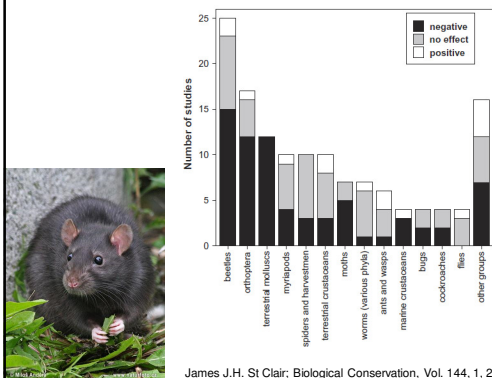 25
20
15
10
5
0
Number of studies
negative
no effect
positive
beetles
orthoptera
terrestrial molluscs
myriapods
spiders and harvestmen
terrestrial crustaceans
moths
worms (various phyla)
ants and wasps
marine crustaceans
bugs
cockroaches
flies
other groups
© Miloš Anděra
James J.H. St Clair; Biological Conservation, Vol. 144, 1, 2